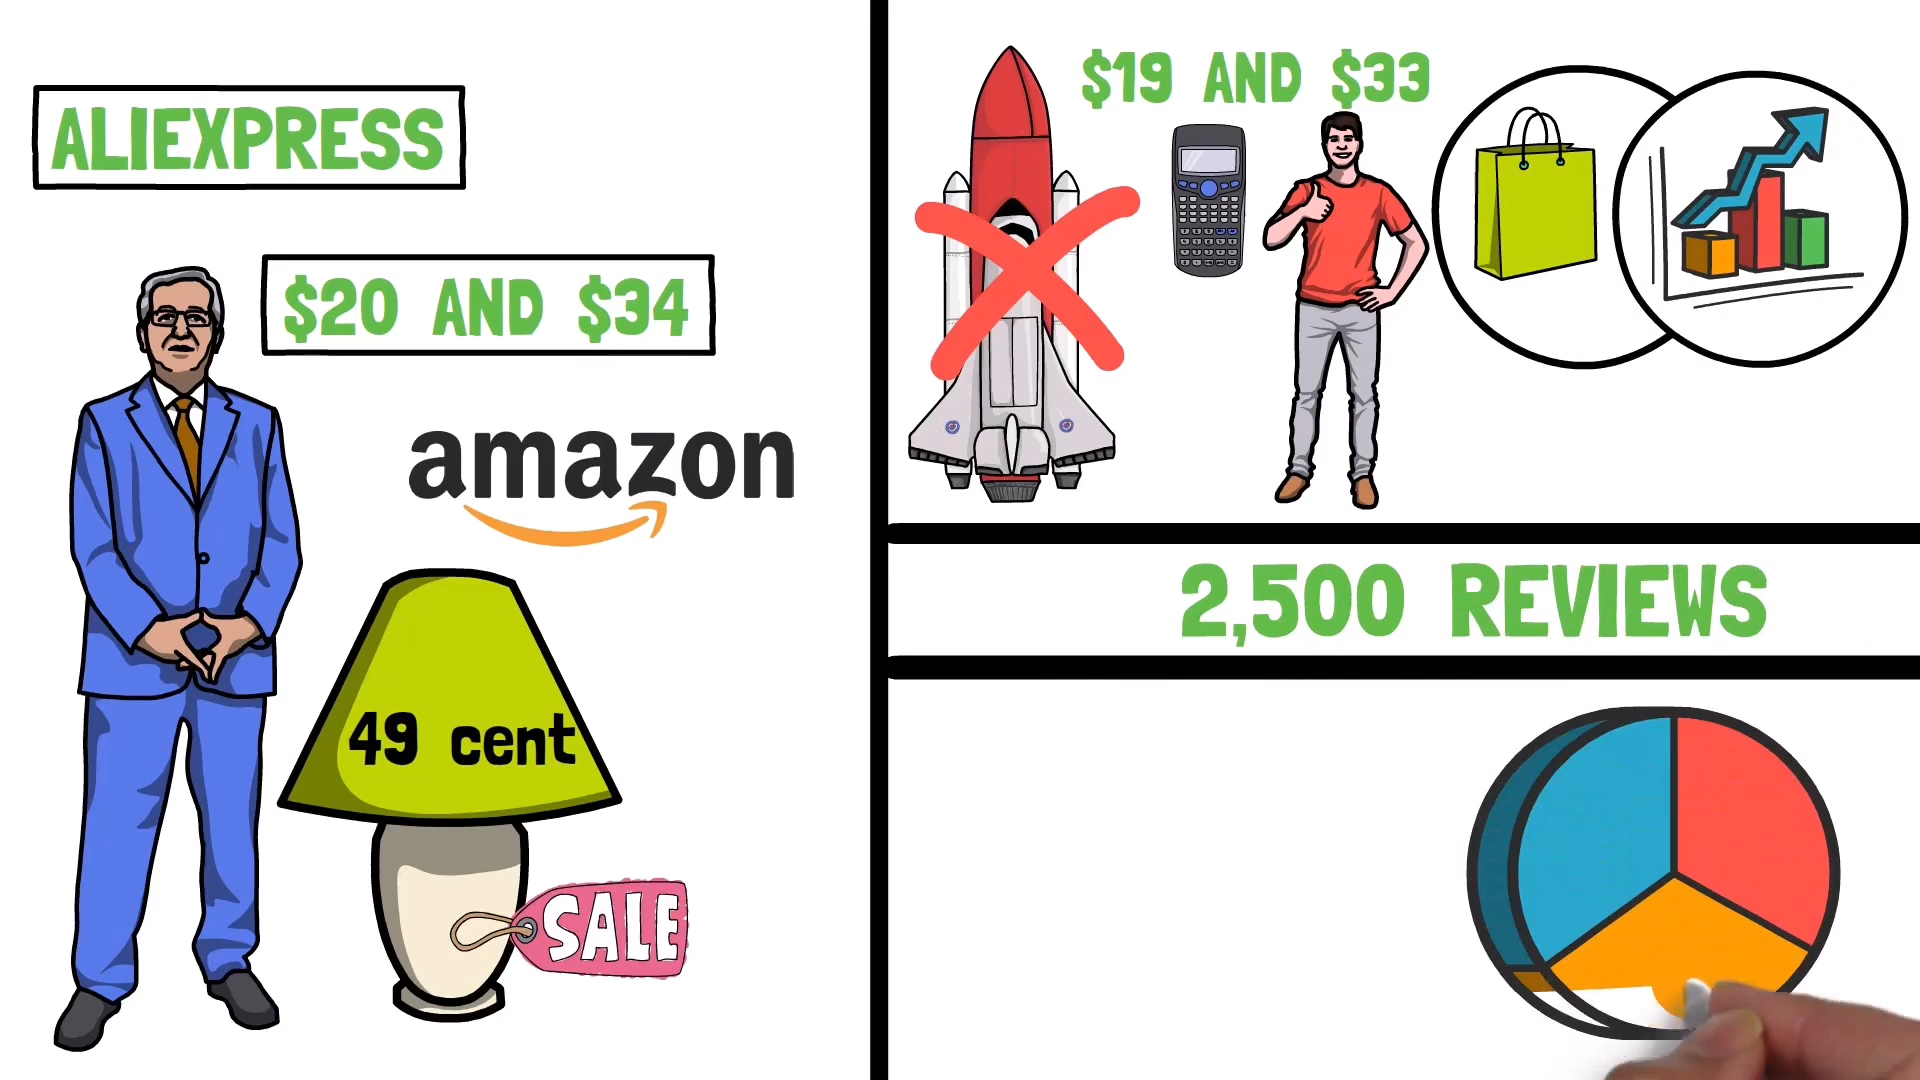 ALIEXPRESS
$20 AND $34
amazon
49 cent
SALE
$19 AND $33
2,500 REVIEWS